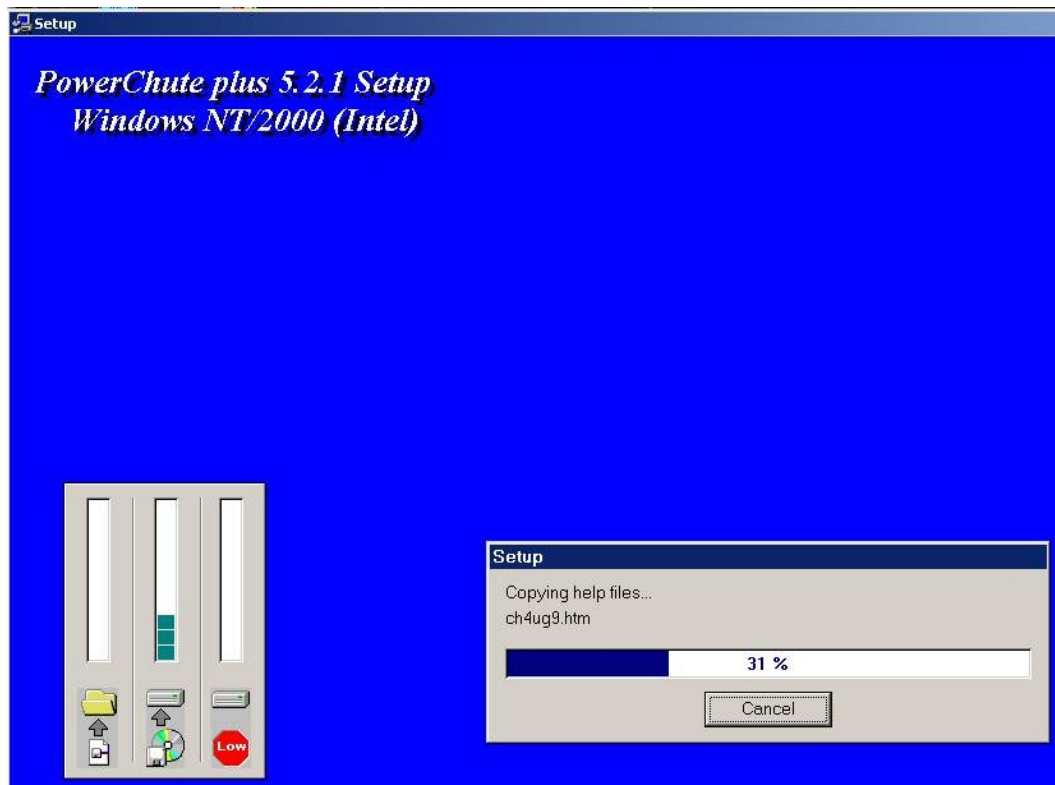 Setup
PowerChute plus 5.2.1 Setup
Windows NT/2000 (Intel)
Setup
Copying help files...
ch4ug9.htm
31 %
Cancel
Low